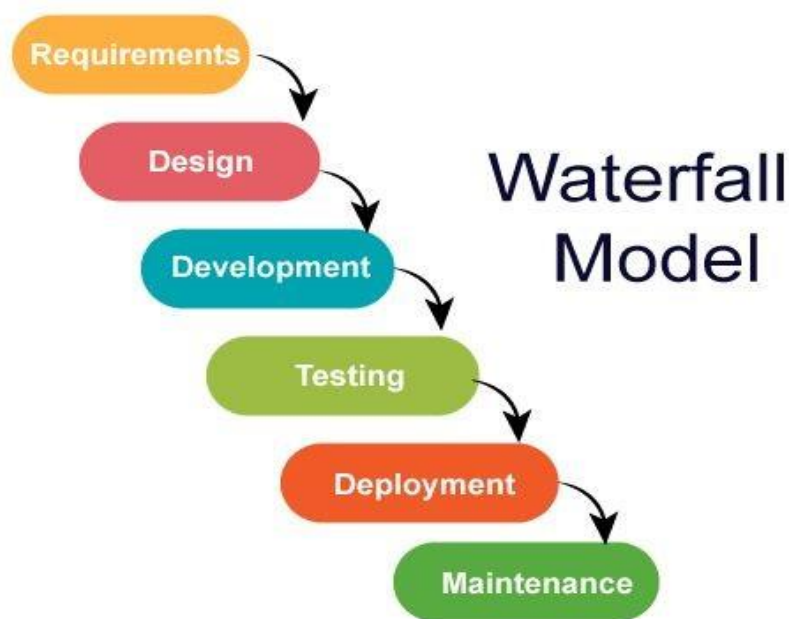 Requirements
Design
Waterfall
Model
Development
Testing
Deployment
Maintenance